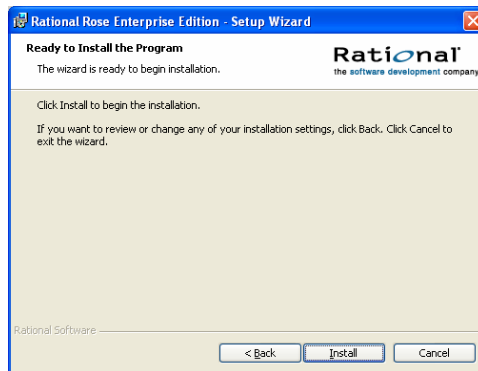 Rational Rose Enterprise Edition - Setup Wizard
Ready to Install the Program
The wizard is ready to begin installation.
Rational
the software development company
Click Install to begin the installation.
If you want to review or change any of your installation settings, click Back. Click Cancel to
exit the wizard.
Rational Software
< Back
Install
Cancel